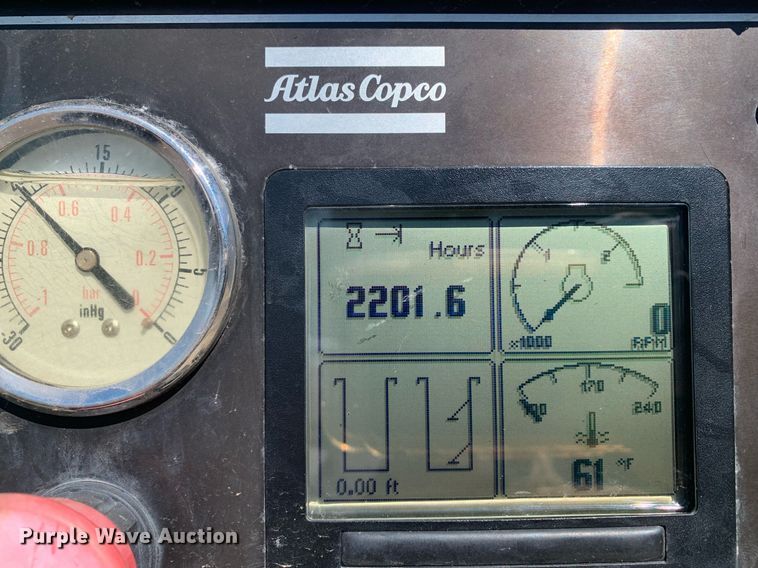 Atlas Copco
15
0.6
0.4
0.8
0.2
-1
bar
0
inHg
-30
0
Hours
2201.6
1
2
0
x1000
RPM
0.00 ft
100
170
240
61 °F
Purple Wave Auction